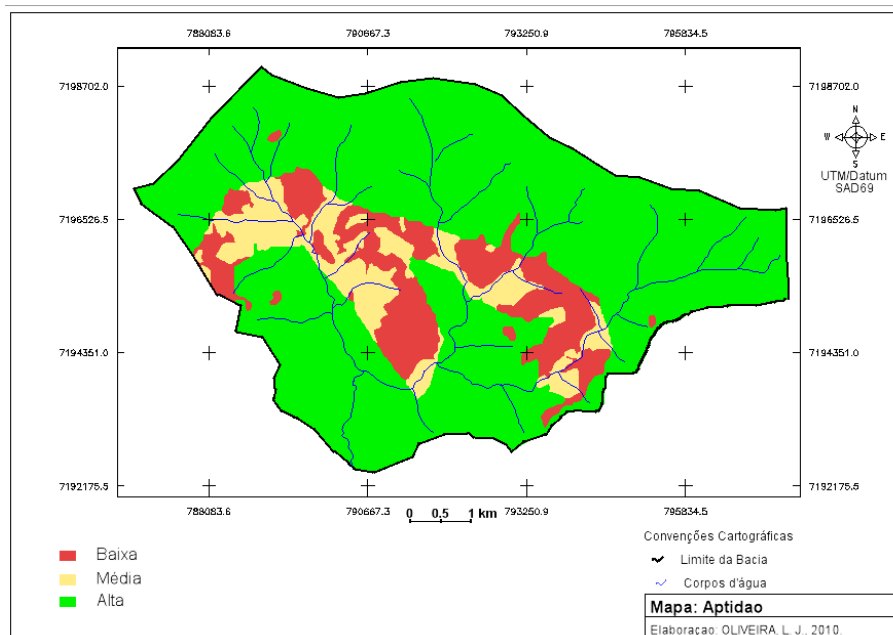 788083.6 790667.3 793250.9 795834.5
7198702.0 7198702.0
N
W E
S
UTM/Datum
SAD69
7196526.5 7196526.5
7194351.0 7194351.0
7192175.5 7192175.5
788083.6 790667.3 793250.9 795834.5
0 0.5 1 km
Baixa
Média
Alta
Convenções Cartográficas
Limite da Bacia
Corpos d'água
Mapa: Aptidao
Elaboraçao: OLIVEIRA, L. J., 2010.